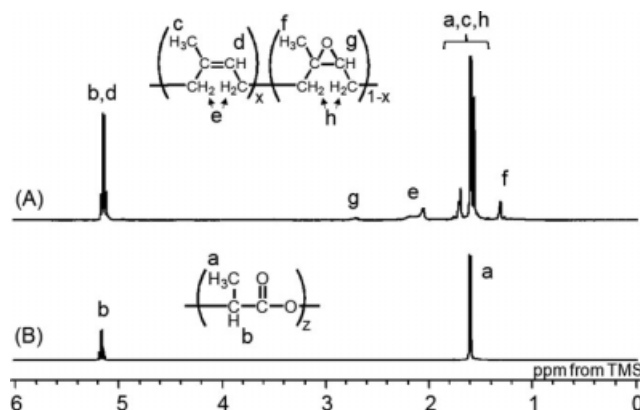 c
d
f
g
a,c,h
H₃C
C=CH
CH₂ H₂C
x
e
H₃C
O
C-CH
CH₂ H₂C
1-x
h
b,d
(A)
g
e
f
a
H₃C
O
C-C-O
H
b
z
b
a
(B)
ppm from TMS
6 5 4 3 2 1 0